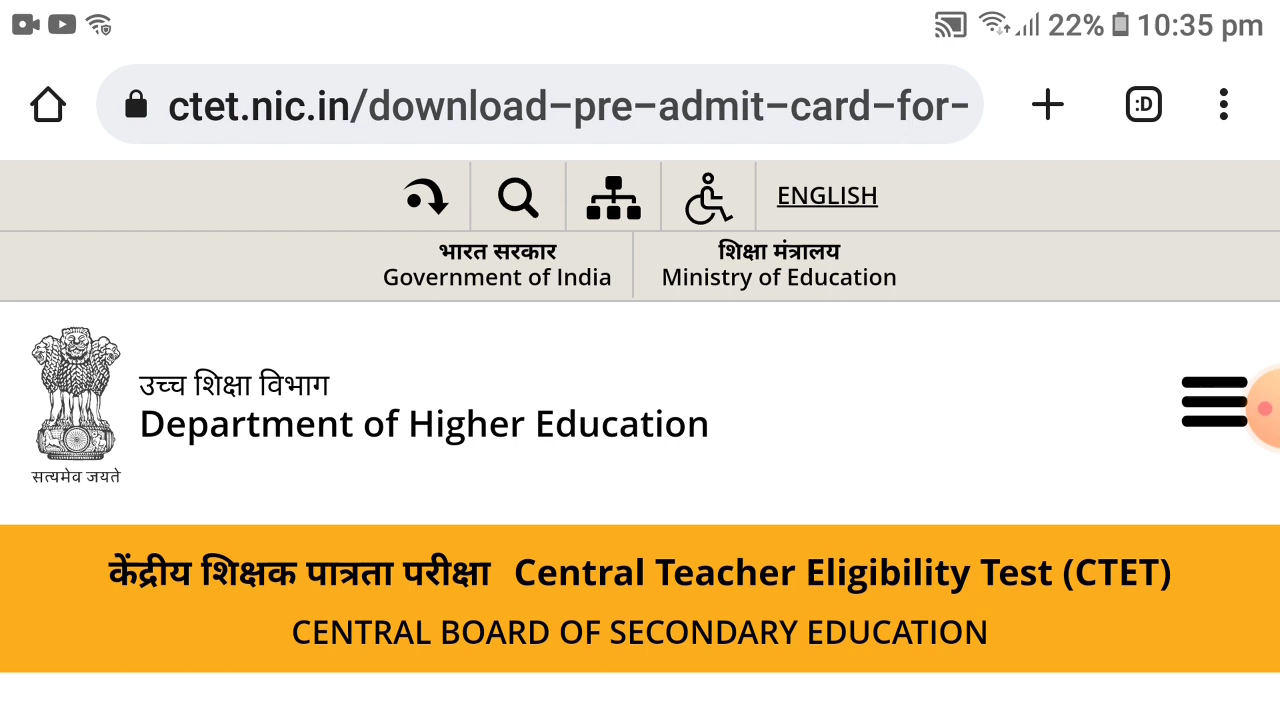 22% 10:35 pm
ctet.nic.in/download-pre-admit-card-for-
:D
ENGLISH
भारत सरकार
Government of India
शिक्षा मंत्रालय
Ministry of Education
उच्च शिक्षा विभाग
Department of Higher Education
सत्यमेव जयते
केंद्रीय शिक्षक पात्रता परीक्षा Central Teacher Eligibility Test (CTET)
CENTRAL BOARD OF SECONDARY EDUCATION